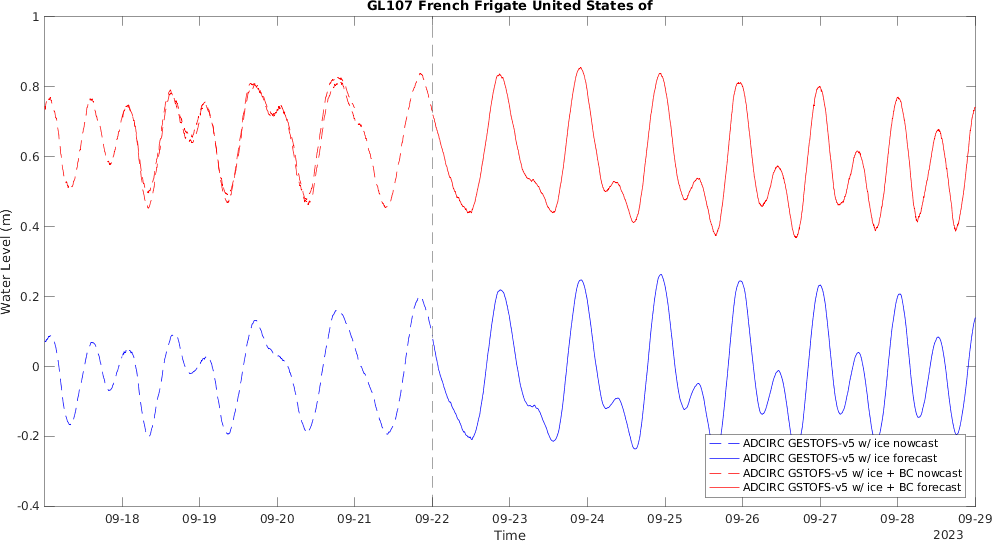 GL107 French Frigate United States of
Water Level (m)
1
0.8
0.6
0.4
0.2
0
-0.2
-0.4
ADCIRC GESTOFS-v5 w/ ice nowcast
ADCIRC GESTOFS-v5 w/ ice forecast
ADCIRC GSTOFS-v5 w/ ice + BC nowcast
ADCIRC GSTOFS-v5 w/ ice + BC forecast
09-18 09-19 09-20 09-21 09-22 09-23 09-24 09-25 09-26 09-27 09-28 09-29
Time
2023